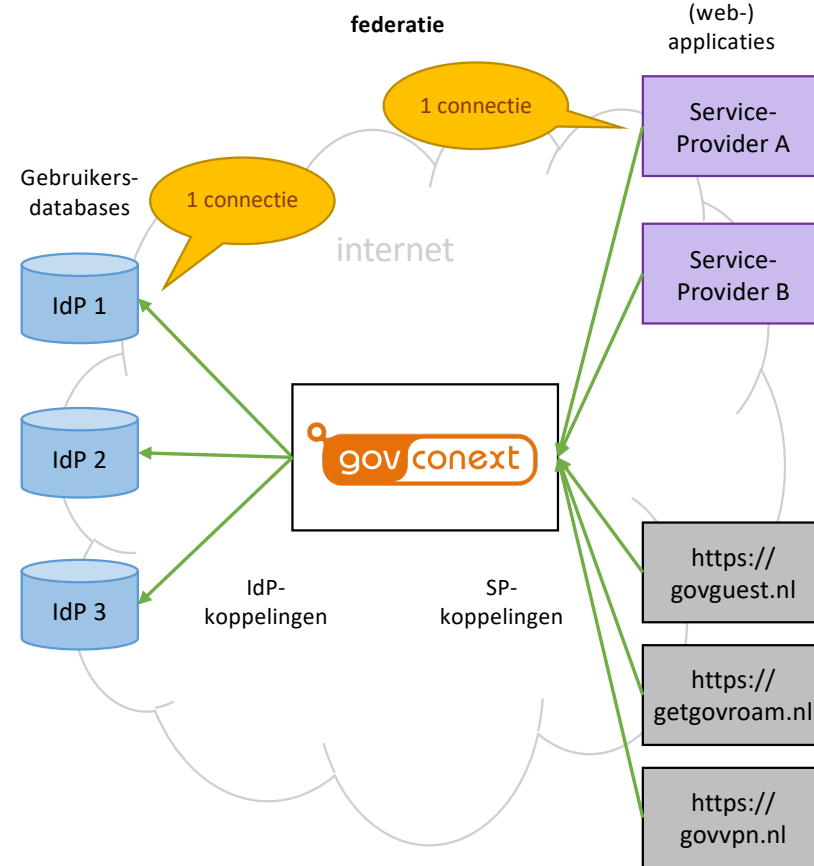 federatie
(web-)
applicaties
1 connectie
Service-
Provider A
Gebruikers-
databases
1 connectie
internet
Service-
Provider B
IdP 1
IdP 2
gov conext
IdP 3
IdP-
koppelingen
SP-
koppelingen
https://
govguest.nl
https://
getgovroam.nl
https://
govvpn.nl